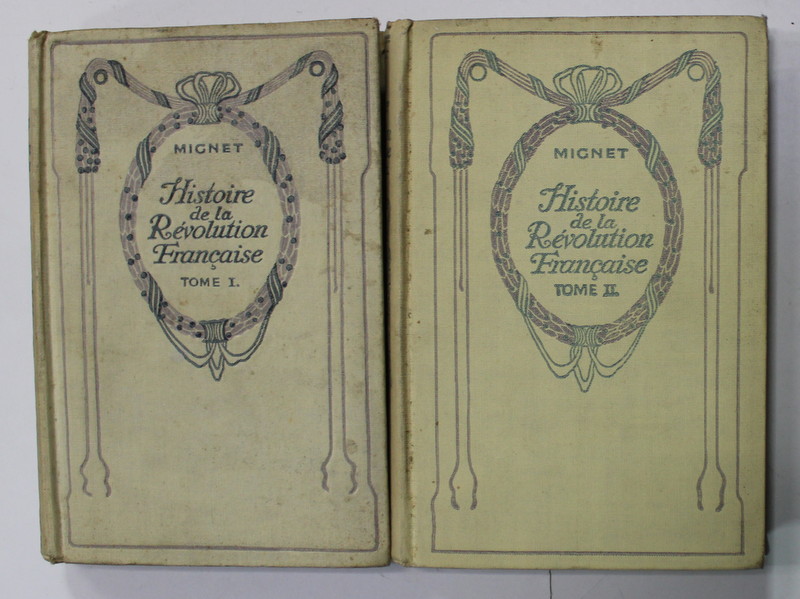 MIGNET
Histoire
de la
Révolution
Française
TOME I.
MIGNET
Histoire
de la
Révolution
Française
TOME II.